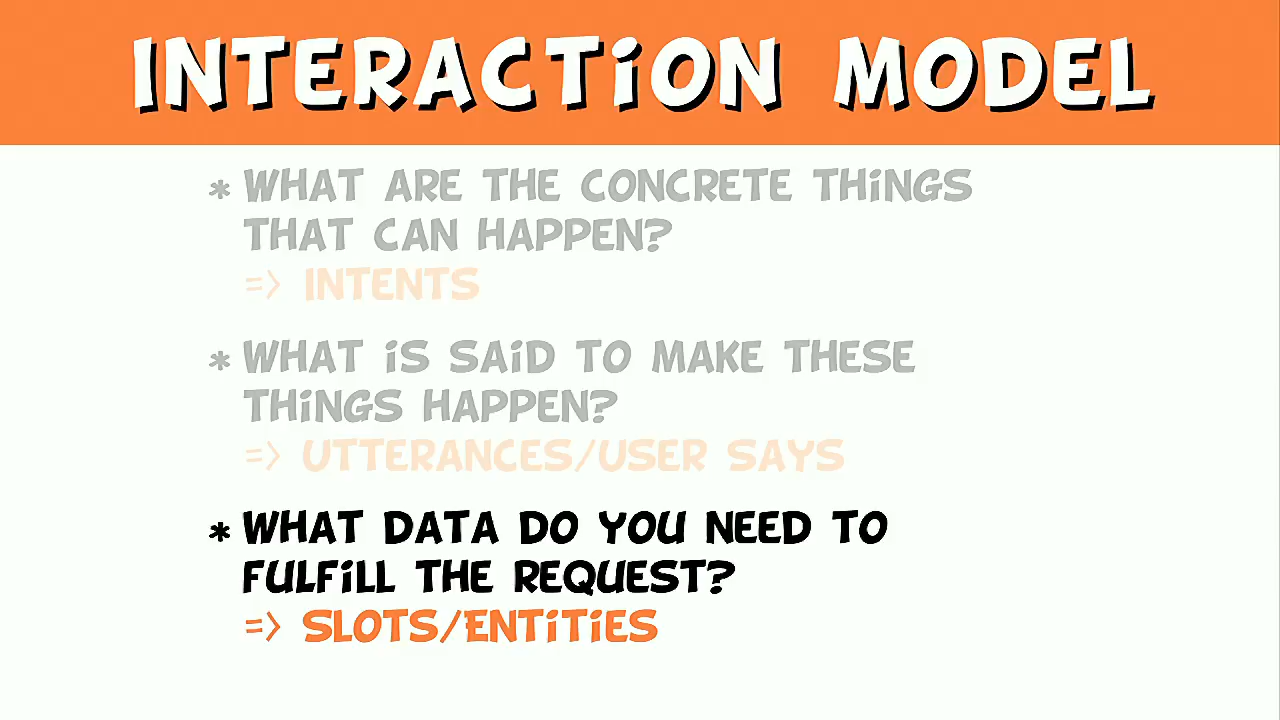 INTERACTION MODEL
* WHAT ARE THE CONCRETE THINGS
THAT CAN HAPPEN?
=> INTENTS
* WHAT IS SAID TO MAKE THESE
THINGS HAPPEN?
=> UTTERANCES/USER SAYS
* WHAT DATA DO YOU NEED TO
FULFILL THE REQUEST?
=> SLOTS/ENTITIES